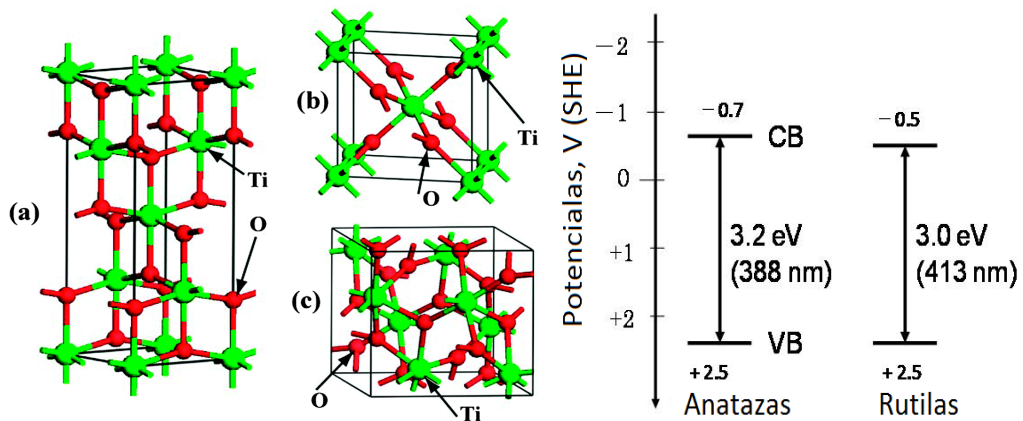 (a)
Ti
O
(b)
Ti
O
(c)
O
Ti
Potencialas, V (SHE)
−2
−1
0
+1
+2
−0.7
CB
−0.5
3.2 eV
(388 nm)
3.0 eV
(413 nm)
VB
+2.5
+2.5
Anatazas
Rutilas